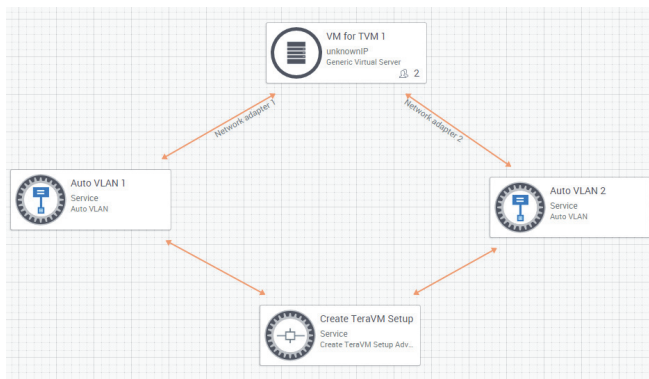 VM for TVM 1
unknownIP
Generic Virtual Server
2
Network adapter 1
Network adapter 2
Auto VLAN 1
Service
Auto VLAN
Auto VLAN 2
Service
Auto VLAN
Create TeraVM Setup
Service
Create TeraVM Setup Adv...